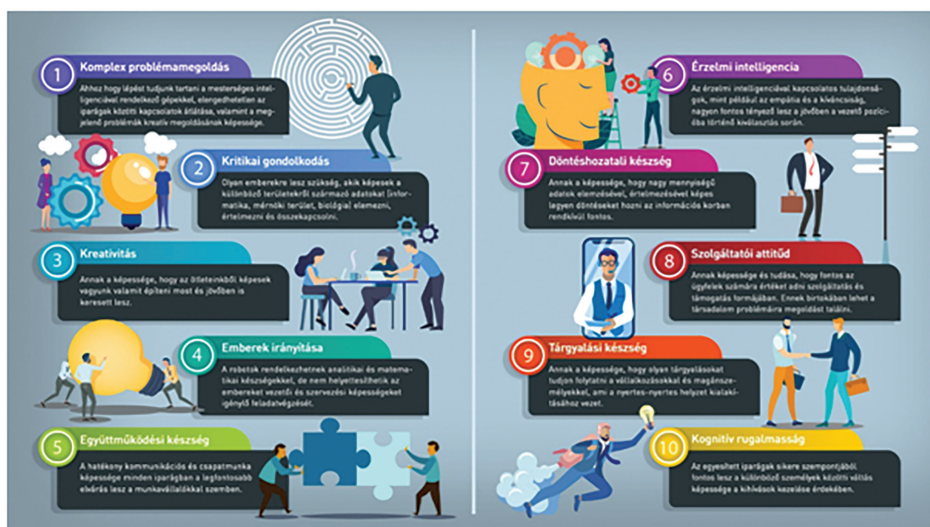 1
Komplex problémamegoldás
Ahhoz hogy lépést tudjunk tartani a mesterséges intel-
ligenciával rendelkező gépekkel, elengedhetetlen az
iparágak közötti kapcsolatok átlátása, valamint a meg-
jelenő problémák kreatív megoldásának képessége.
2
Kritikai gondolkodás
Olyan emberekre lesz szükség, akik képesek a
különböző területekről származó adatokat (infor-
matika, mérnöki terület, biológia) elemezni,
értelmezni és összekapcsolni.
3
Kreativitás
Annak a képessége, hogy az ötleteinkből képesek
vagyunk valamit építeni most és jövőben is
keresett lesz.
4
Emberek irányítása
A robotok rendelkezhetnek analitikai és matema-
tikai készségekkel, de nem helyettesíthetik az
embereket vezetői és szervezési képességeket
igénylő feladatvégzését.
5
Együttműködési készség
A hatékony kommunikációs és csapatmunka
képessége minden iparágban a legfontosabb
elvárás lesz a munkavállalókkal szemben.
6
Érzelmi intelligencia
Az érzelmi intelligenciával kapcsolatos tulajdonsá-
gok, mint például az empátia és a kíváncsiság,
nagyon fontos tényező lesz a jövőben a vezető pozíci-
óba történő kiválasztás során.
7
Döntéshozatali készség
Annak a képessége, hogy nagy mennyiségű
adatok elemzésével, értelmezésével képes
legyen döntéseket hozni az információs korban
rendkívül fontos.
8
Szolgáltatói attitűd
Annak képessége és tudása, hogy fontos az
ügyfelek számára értéket adni szolgáltatás és
támogatás formájában. Ennek birtokában lehet a
társadalom problémáira megoldást találni.
9
Tárgyalási készség
Annak a képessége, hogy olyan tárgyalásokat
tudjon folytatni a vállalkozásokkal és magánsze-
mélyekkel, ami a nyertes-nyertes helyzet kialakí-
tásához vezet.
10
Kognitív rugalmasság
Az egyesített iparágak sikere szempontjából
fontos lesz a különböző személyek közötti váltás
képessége a kihívások kezelése érdekében.